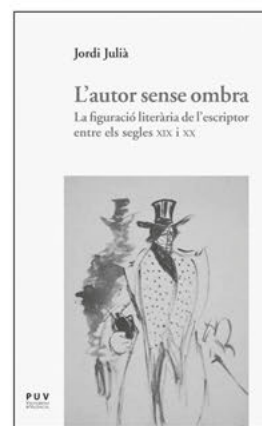 Jordi Julià
L'autor sense ombra
La figuració literària de l'escriptor
entre els segles XIX i XX
PUV